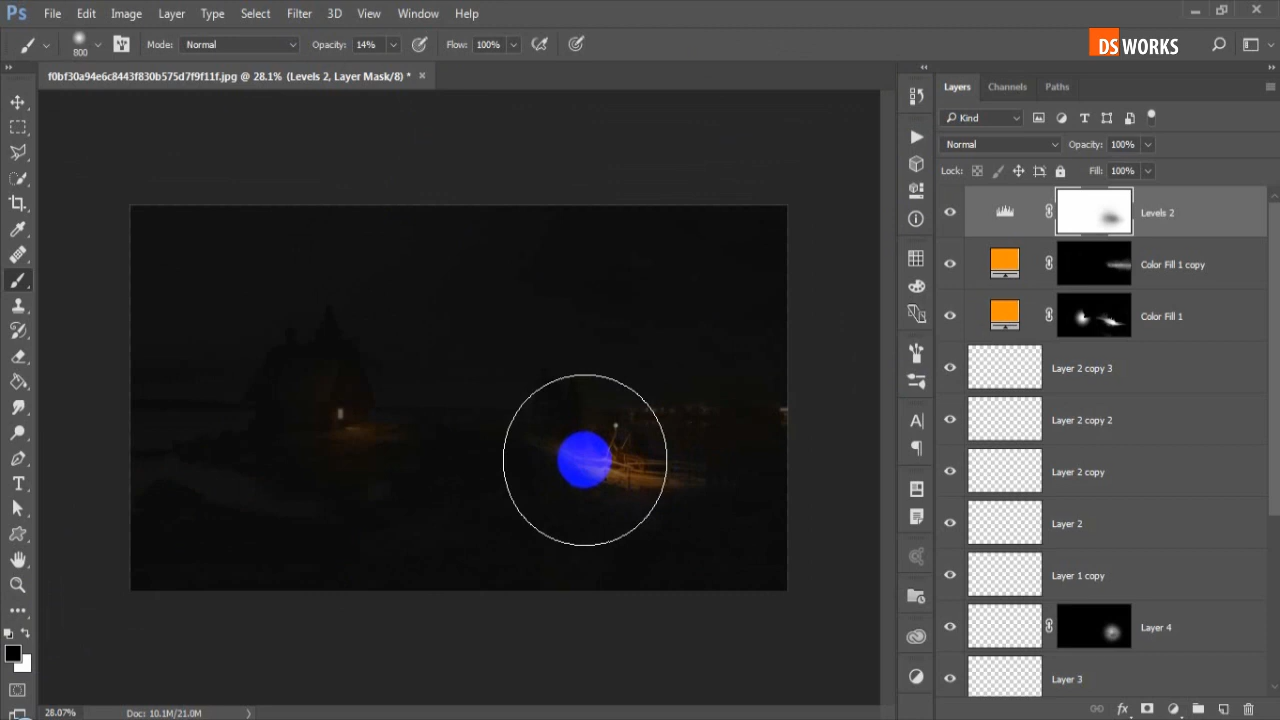 Ps File Edit Image Layer Type Select Filter 3D View Window Help
800 Mode: Normal Opacity: 14% Flow: 100%
DS WORKS
f0bf30a94e6c8443f830b575d7f9f11f.jpg @ 28.1% (Levels 2, Layer Mask/8) * ×
Layers Channels Paths
Kind
Normal Opacity: 100%
Lock: Fill: 100%
Levels 2
Color Fill 1 copy
Color Fill 1
Layer 2 copy 3
Layer 2 copy 2
Layer 2 copy
Layer 2
Layer 1 copy
Layer 4
Layer 3
28.07% Doc: 10.1M/21.0M